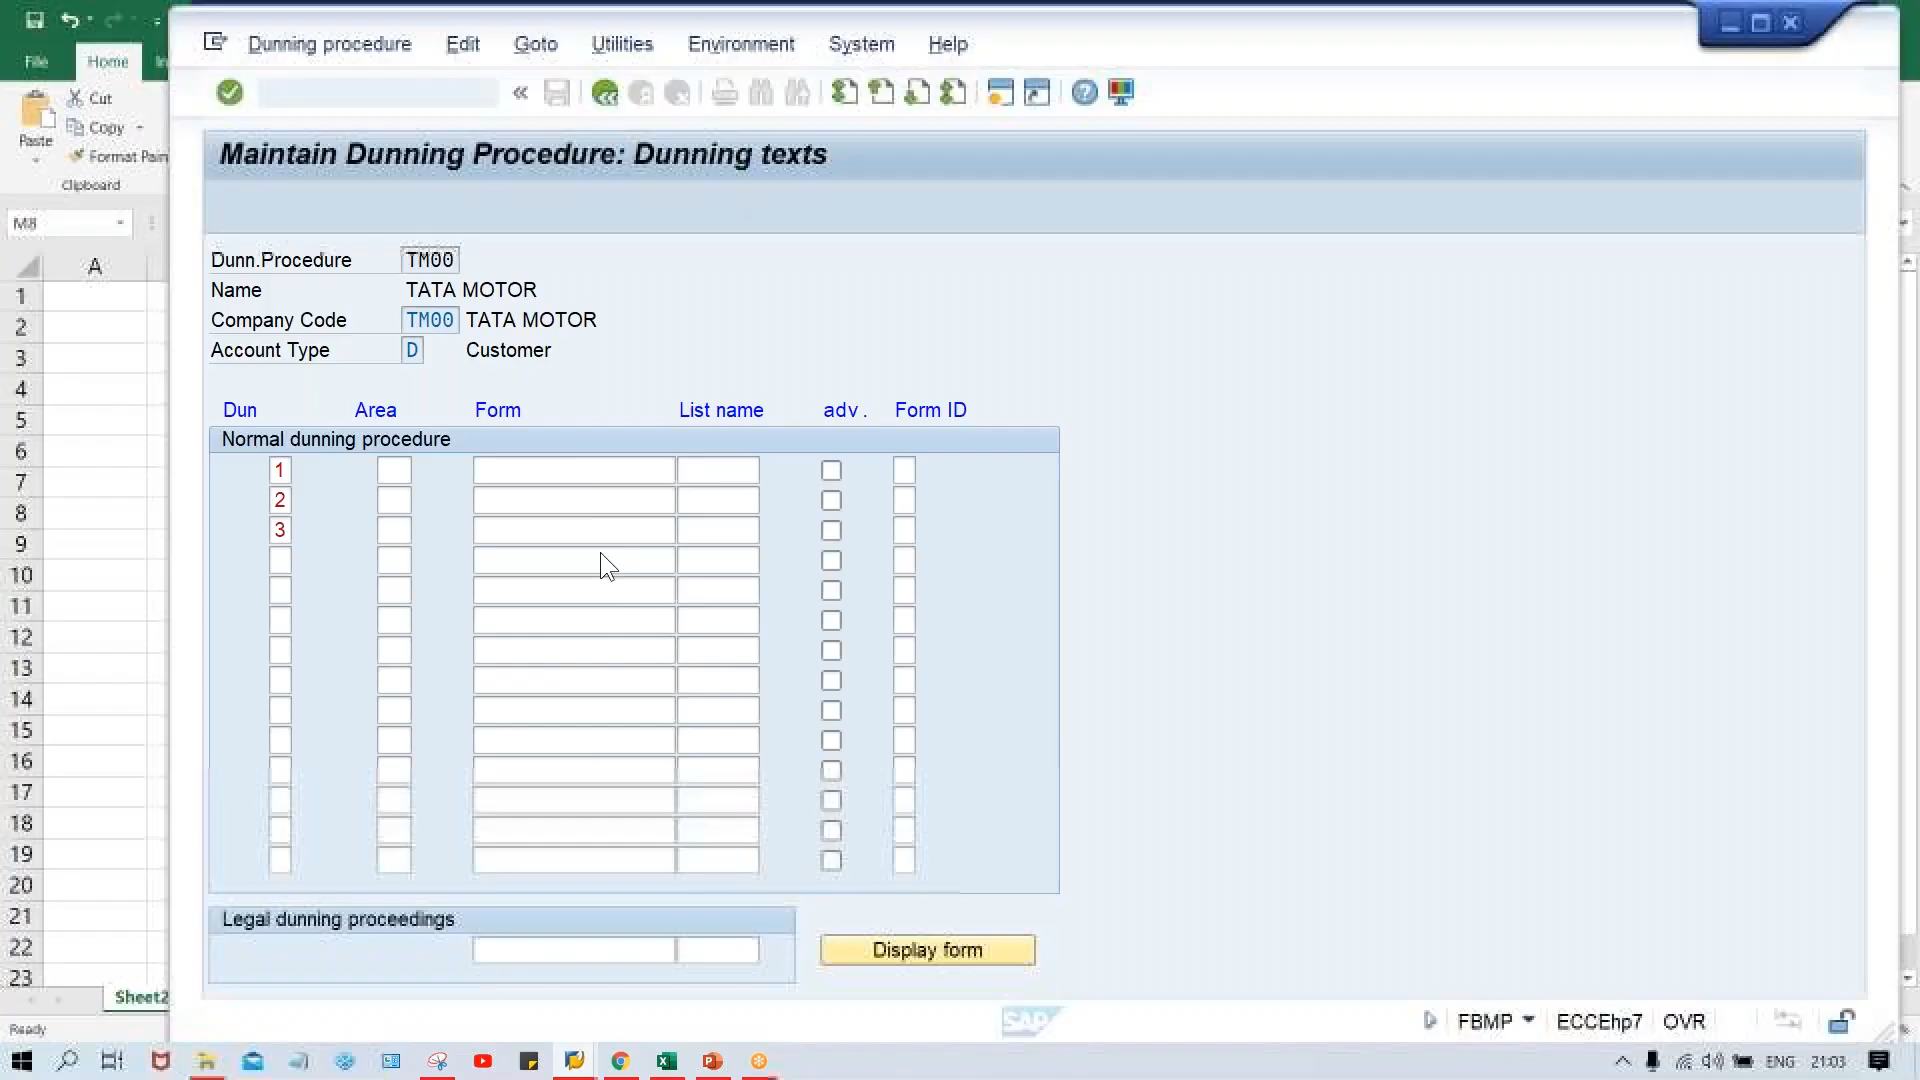 Dunning procedure Edit Goto Utilities Environment System Help
File Home
Cut
Copy
Paste
Format Pain
Clipboard
Maintain Dunning Procedure: Dunning texts
M8
A
Dunn.Procedure TM00
Name TATA MOTOR
Company Code TM00 TATA MOTOR
Account Type D Customer
Dun Area Form List name adv. Form ID
Normal dunning procedure
1
2
3
Legal dunning proceedings
Display form
1
2
3
4
5
6
7
8
9
10
11
12
13
14
15
16
17
18
19
20
21
22
23
Sheet2
Ready
SAP
FBMP ECCEhp7 OVR
ENG 21:03